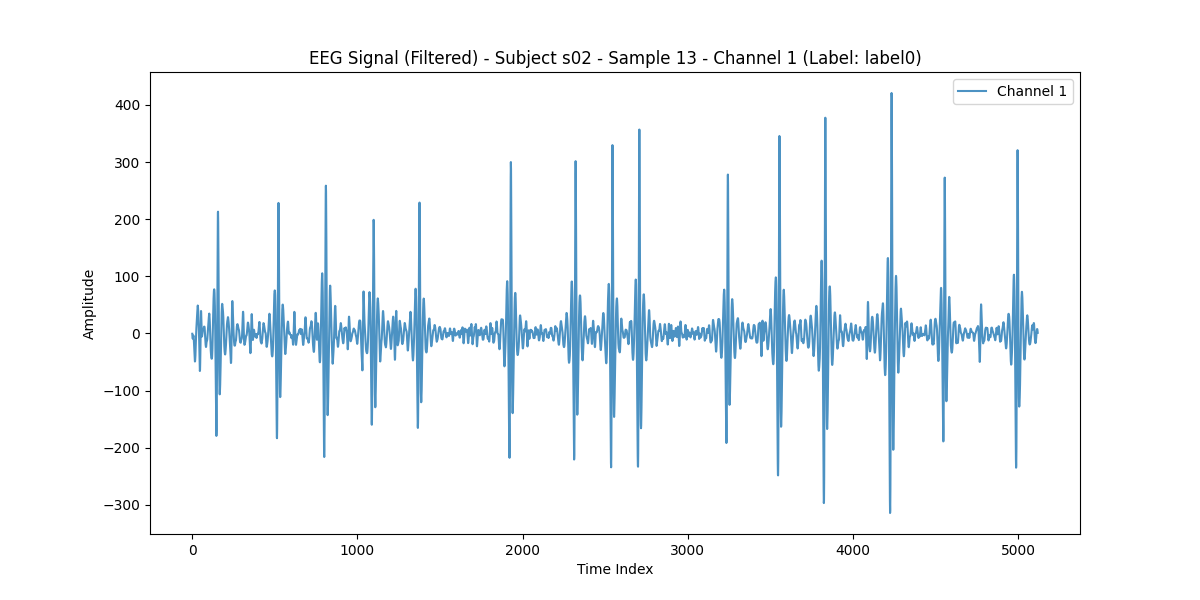 EEG Signal (Filtered) - Subject s02 - Sample 13 - Channel 1 (Label: label0)
Channel 1
400
300
200
100
0
−100
−200
−300
Amplitude
0 1000 2000 3000 4000 5000
Time Index